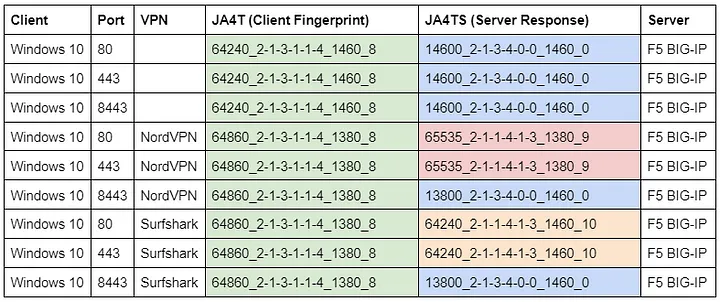 Client Port VPN JA4T (Client Fingerprint) JA4TS (Server Response) Server
Windows 10 80 64240_2-1-3-1-1-4_1460_8 14600_2-1-3-4-0-0_1460_0 F5 BIG-IP
Windows 10 443 64240_2-1-3-1-1-4_1460_8 14600_2-1-3-4-0-0_1460_0 F5 BIG-IP
Windows 10 8443 64240_2-1-3-1-1-4_1460_8 14600_2-1-3-4-0-0_1460_0 F5 BIG-IP
Windows 10 80 NordVPN 64860_2-1-3-1-1-4_1380_8 65535_2-1-1-4-1-3_1380_9 F5 BIG-IP
Windows 10 443 NordVPN 64860_2-1-3-1-1-4_1380_8 65535_2-1-1-4-1-3_1380_9 F5 BIG-IP
Windows 10 8443 NordVPN 64860_2-1-3-1-1-4_1380_8 13800_2-1-3-4-0-0_1460_0 F5 BIG-IP
Windows 10 80 Surfshark 64860_2-1-3-1-1-4_1380_8 64240_2-1-1-4-1-3_1460_10 F5 BIG-IP
Windows 10 443 Surfshark 64860_2-1-3-1-1-4_1380_8 64240_2-1-1-4-1-3_1460_10 F5 BIG-IP
Windows 10 8443 Surfshark 64860_2-1-3-1-1-4_1380_8 13800_2-1-3-4-0-0_1460_0 F5 BIG-IP